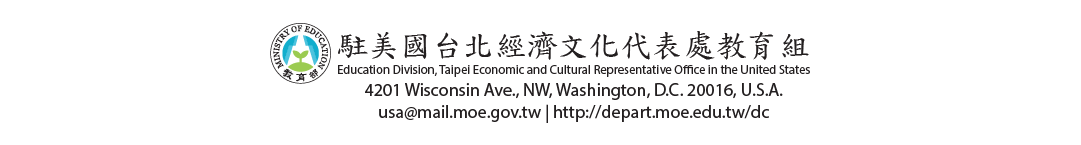 MINISTRY OF EDUCATION
教育部
駐美國台北經濟文化代表處教育組
Education Division, Taipei Economic and Cultural Representative Office in the United States
4201 Wisconsin Ave., NW, Washington, D.C. 20016, U.S.A.
usa@mail.moe.gov.tw | http://depart.moe.edu.tw/dc